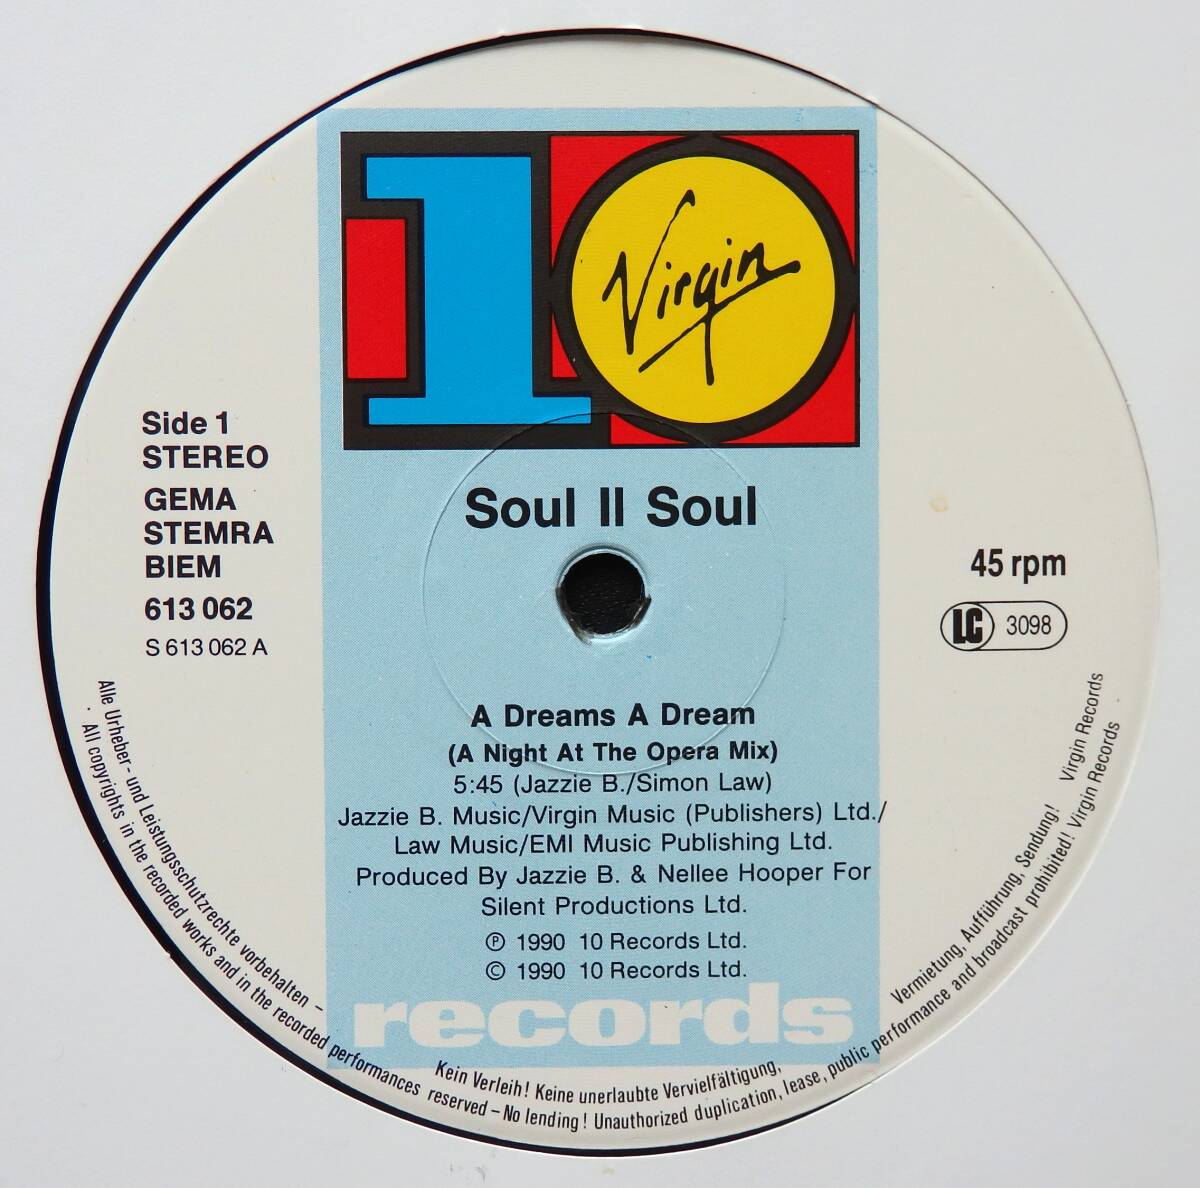 10
Virgin
Side 1
STEREO
GEMA
STEMRA
BIEM
613 062
S 613 062 A
Soul II Soul
45 rpm
LC 3098
A Dreams A Dream
(A Night At The Opera Mix)
5:45 (Jazzie B./Simon Law)
Jazzie B. Music/Virgin Music (Publishers) Ltd./
Law Music/EMI Music Publishing Ltd.
Produced By Jazzie B. & Nellee Hooper For
Silent Productions Ltd.
℗ 1990 10 Records Ltd.
© 1990 10 Records Ltd.
records
Alle Urheber- und Leistungsschutzrechte vorbehalten – Kein Verleih! Keine unerlaubte Vervielfältigung, Vermietung, Aufführung, Sendung! Virgin Records
· All copyrights in the recorded works and in the recorded performances reserved – No lending! Unauthorized duplication, lease, public performance and broadcast prohibited! Virgin Records